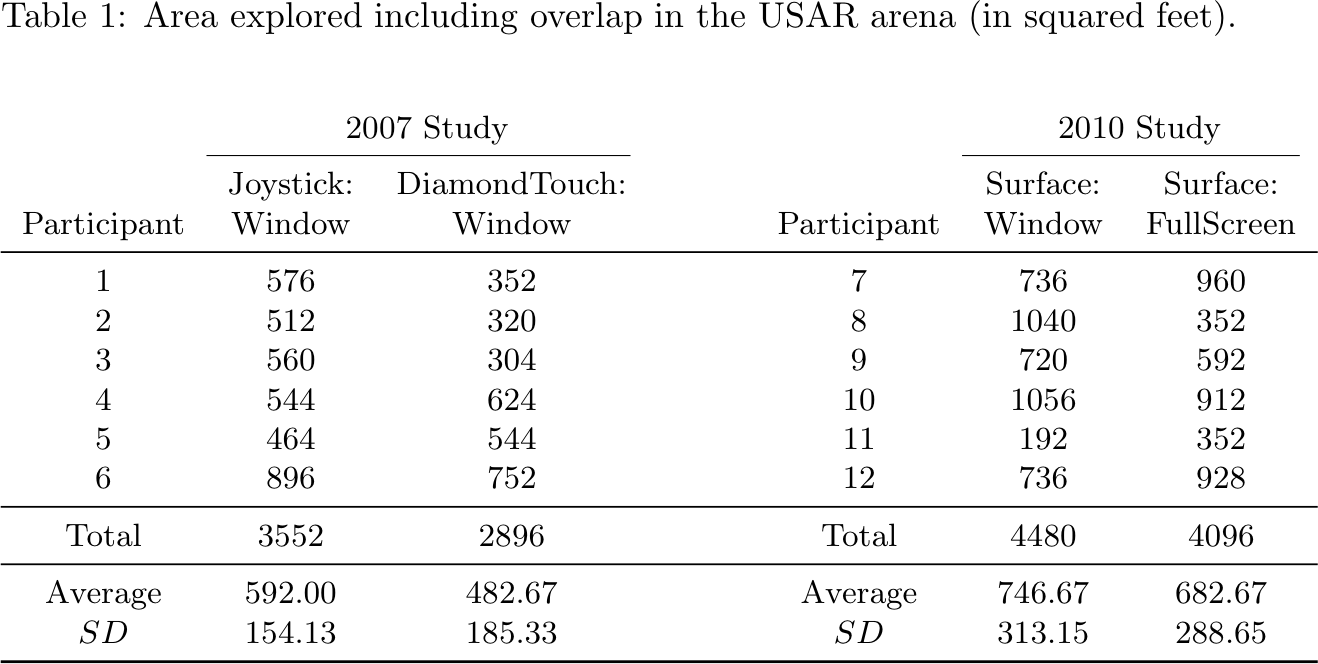 Table 1: Area explored including overlap in the USAR arena (in squared feet).
2007 Study 2010 Study
Joystick: DiamondTouch: Surface: Surface:
Participant Window Window Participant Window FullScreen
1 576 352 7 736 960
2 512 320 8 1040 352
3 560 304 9 720 592
4 544 624 10 1056 912
5 464 544 11 192 352
6 896 752 12 736 928
Total 3552 2896 Total 4480 4096
Average 592.00 482.67 Average 746.67 682.67
SD 154.13 185.33 SD 313.15 288.65